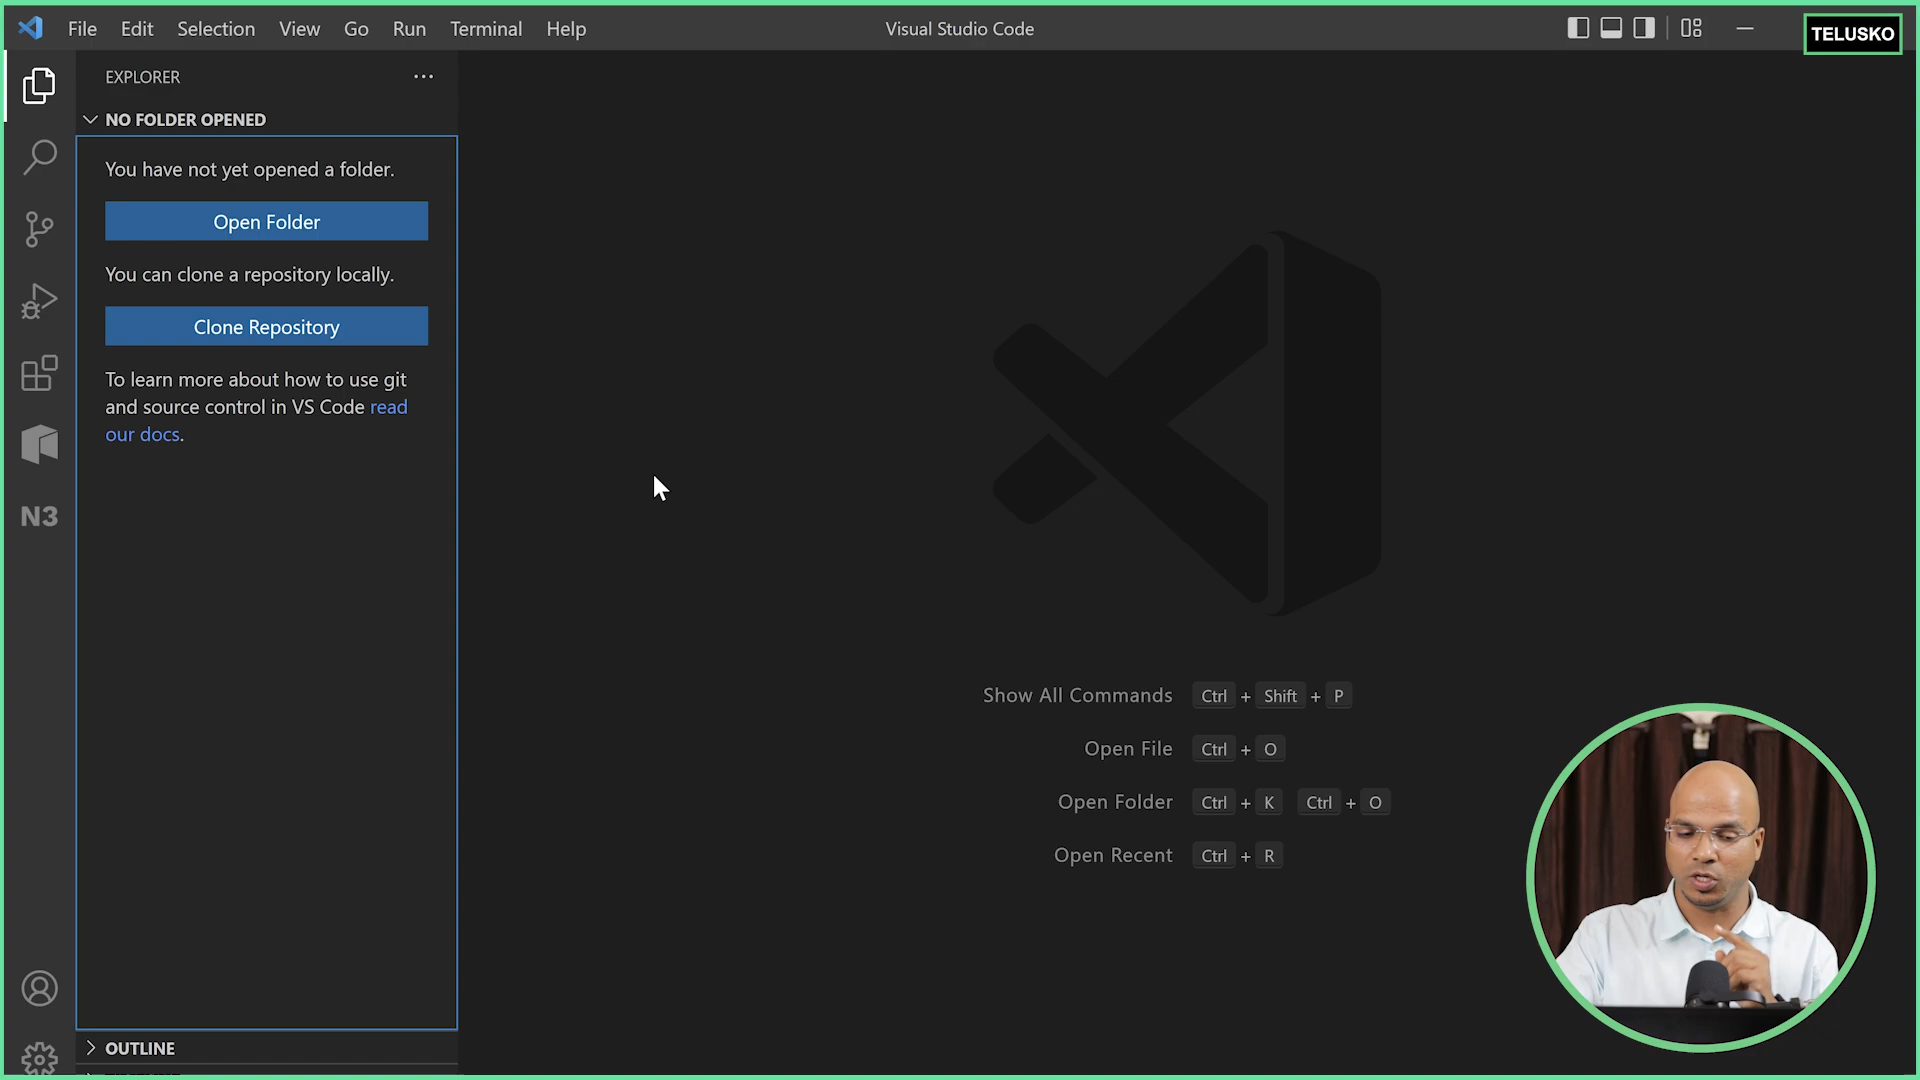 File Edit Selection View Go Run Terminal Help
Visual Studio Code
TELUSKO
EXPLORER
NO FOLDER OPENED
You have not yet opened a folder.
Open Folder
You can clone a repository locally.
Clone Repository
To learn more about how to use git
and source control in VS Code read
our docs.
N3
OUTLINE
Show All Commands Ctrl + Shift + P
Open File Ctrl + O
Open Folder Ctrl + K Ctrl + O
Open Recent Ctrl + R